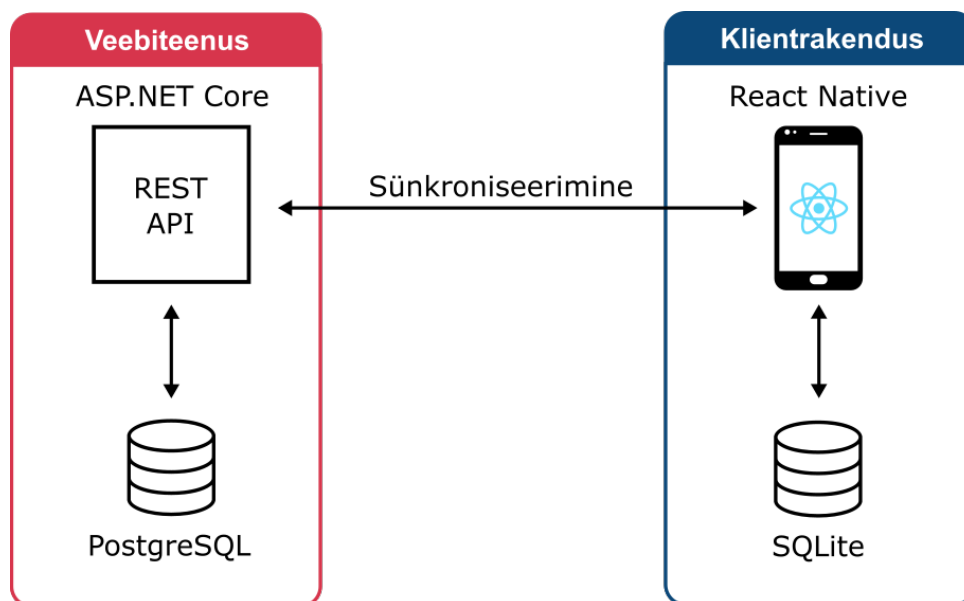 Veebiteenus
ASP.NET Core
REST
API
PostgreSQL
Sünkroniseerimine
Klientrakendus
React Native
SQLite